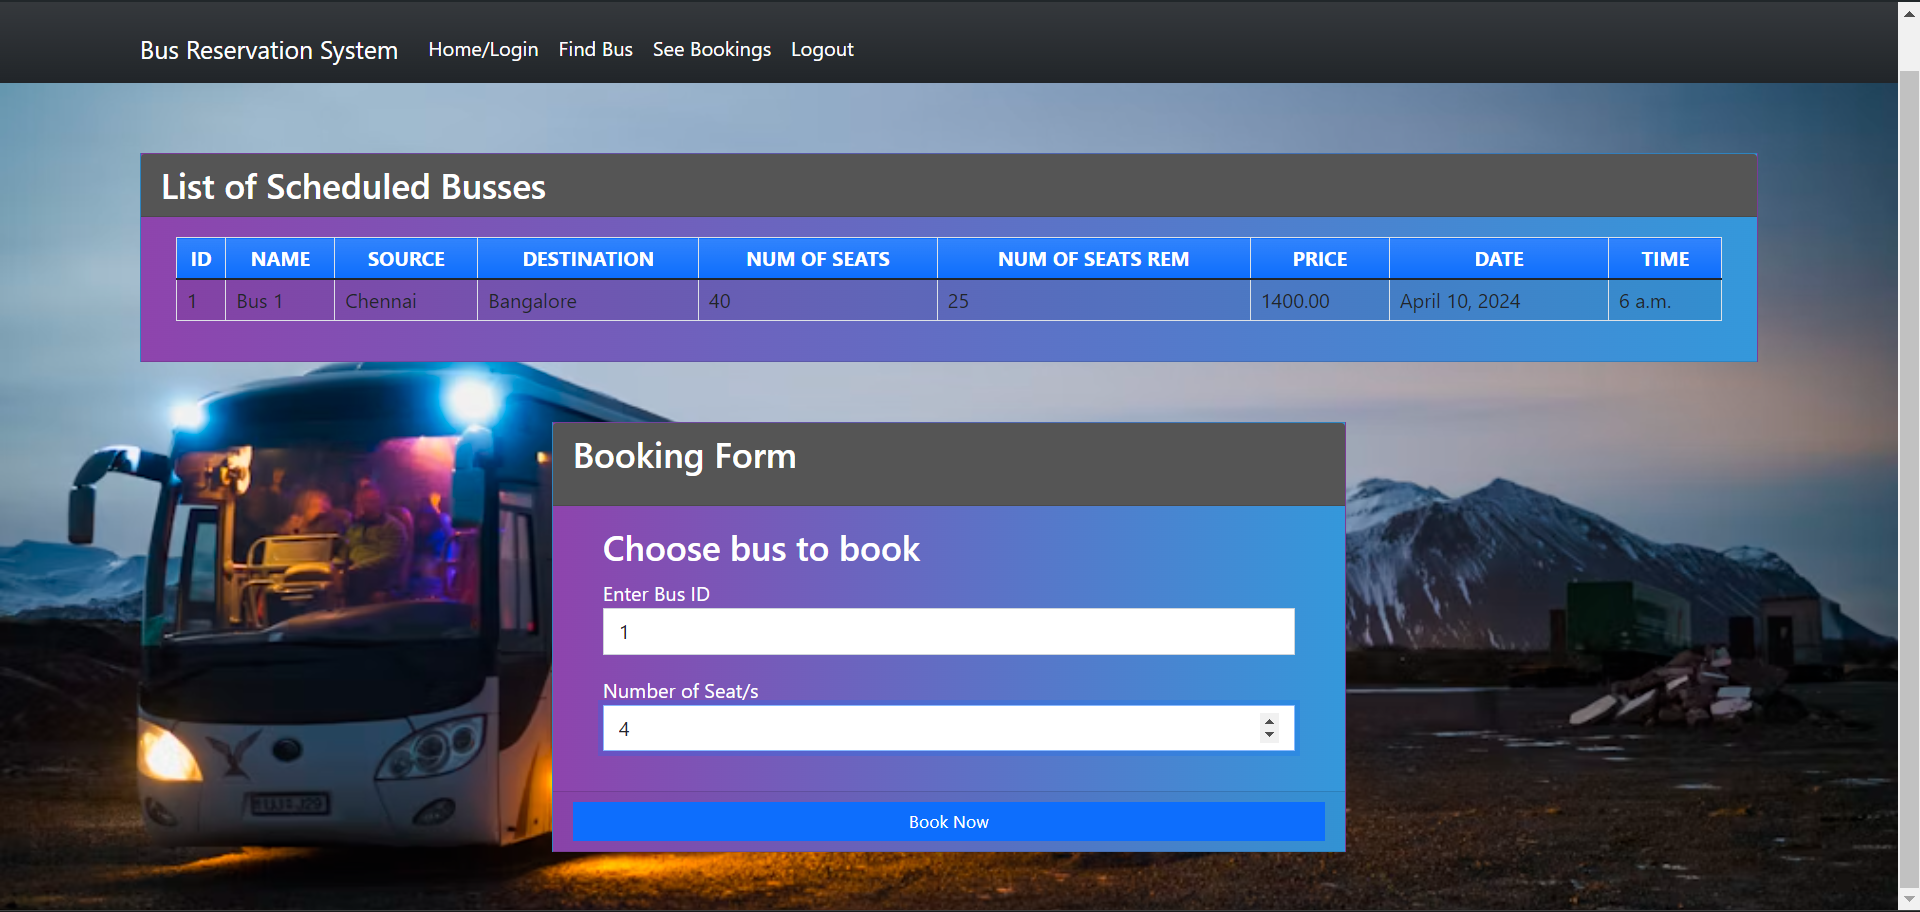 Bus Reservation System Home/Login Find Bus See Bookings Logout
List of Scheduled Busses
ID NAME SOURCE DESTINATION NUM OF SEATS NUM OF SEATS REM PRICE DATE TIME
1 Bus 1 Chennai Bangalore 40 25 1400.00 April 10, 2024 6 a.m.
Booking Form
Choose bus to book
Enter Bus ID
1
Number of Seat/s
4
Book Now